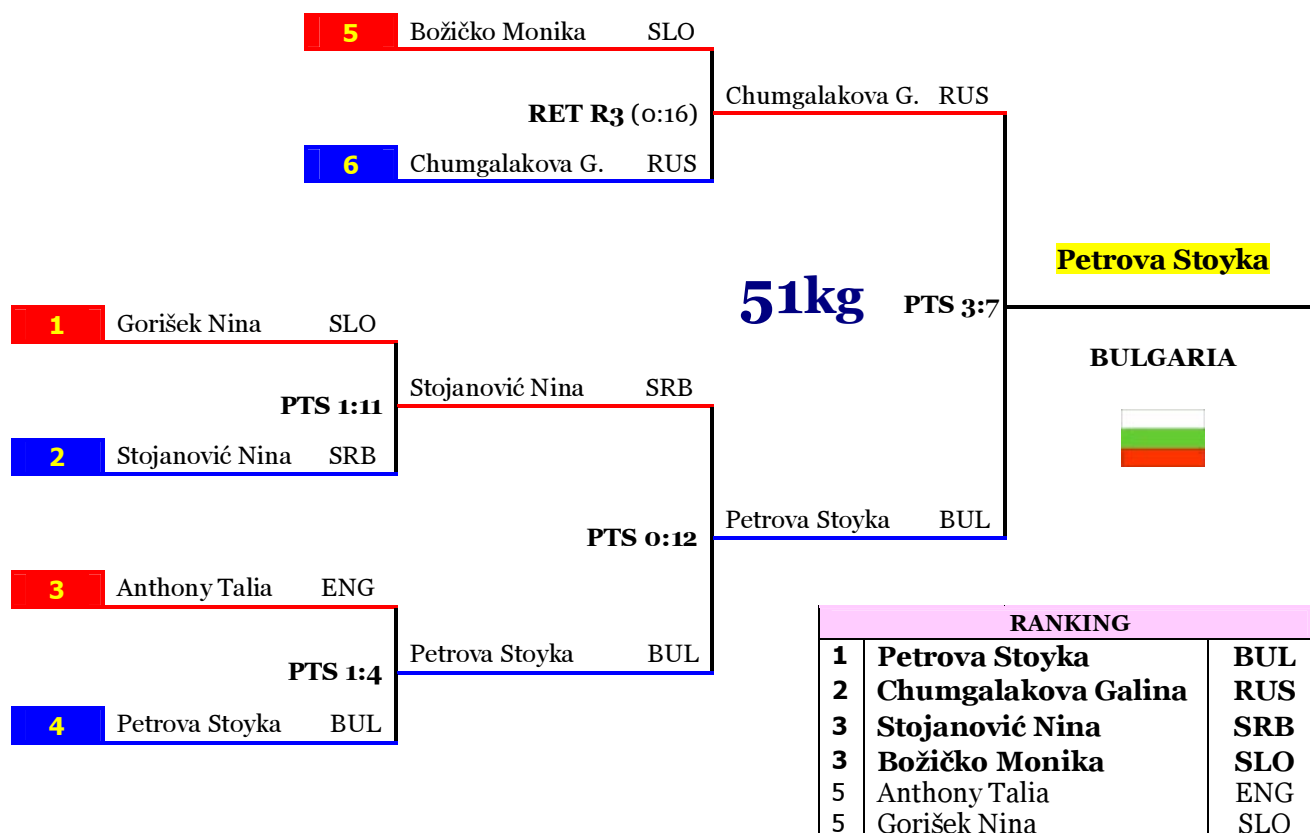 5 Božičko Monika SLO
Chumgalakova G. RUS
RET R3 (0:16)
6 Chumgalakova G. RUS
Petrova Stoyka
51kg PTS 3:7
1 Gorišek Nina SLO
BULGARIA
Stojanović Nina SRB
PTS 1:11
2 Stojanović Nina SRB
Petrova Stoyka BUL
PTS 0:12
3 Anthony Talia ENG
Petrova Stoyka BUL
PTS 1:4
4 Petrova Stoyka BUL
RANKING
1 Petrova Stoyka BUL
2 Chumgalakova Galina RUS
3 Stojanović Nina SRB
3 Božičko Monika SLO
5 Anthony Talia ENG
5 Gorišek Nina SLO